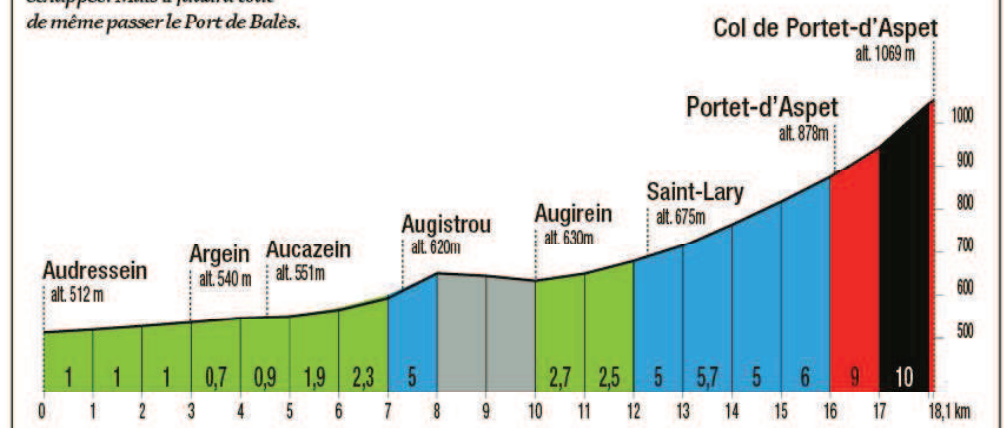 de même passer le Port de Balès.
Col de Portet-d'Aspet
alt. 1069 m
Portet-d'Aspet
alt. 878m
Saint-Lary
alt. 675m
Augirein
alt. 630m
Augistrou
alt. 620m
Aucazein
alt. 551m
Argein
alt. 540 m
Audressein
alt. 512 m
1000
900
800
700
600
500
1 1 1 0,7 0,9 1,9 2,3 5 2,7 2,5 5 5,7 5 6 9 10
0 1 2 3 4 5 6 7 8 9 10 11 12 13 14 15 16 17 18,1 km